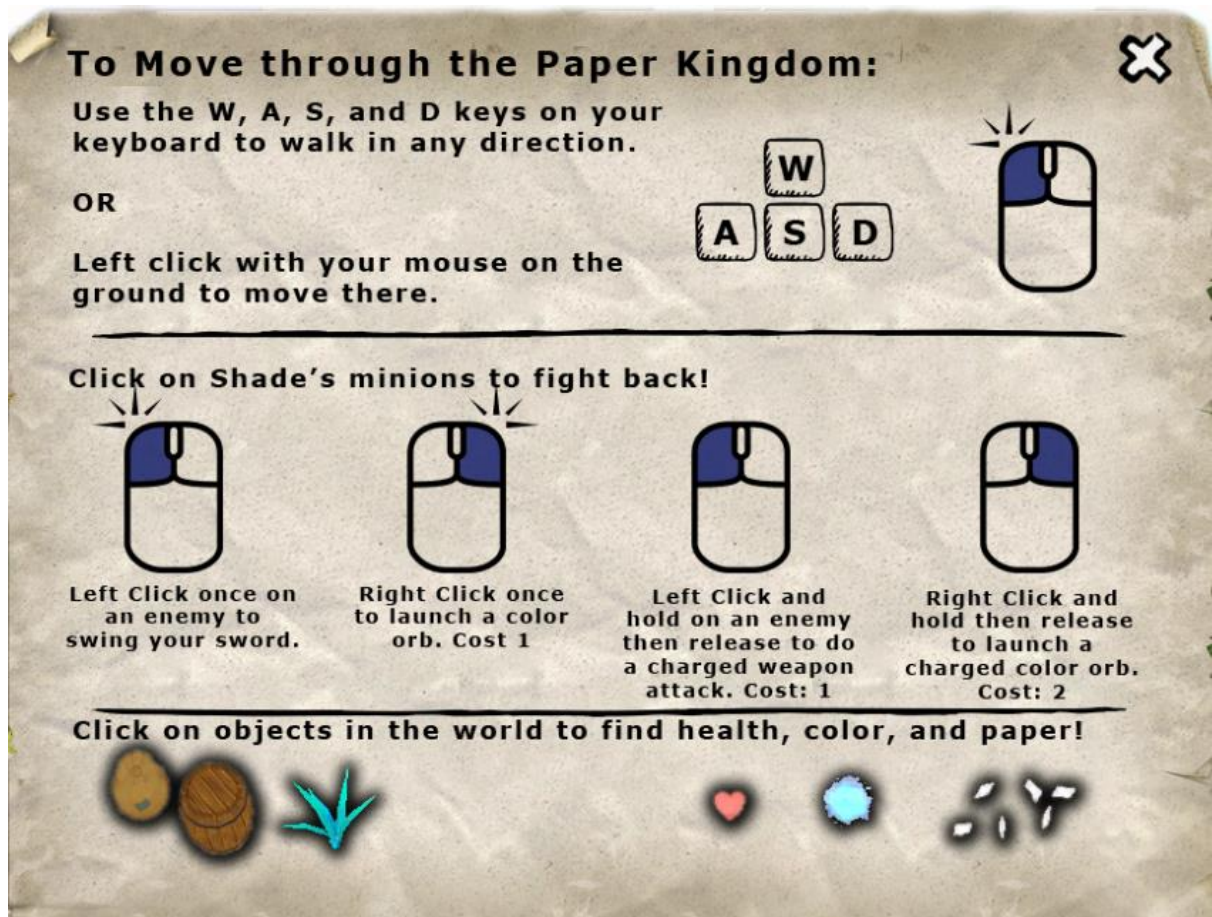 To Move through the Paper Kingdom:
Use the W, A, S, and D keys on your
keyboard to walk in any direction.
OR
Left click with your mouse on the
ground to move there.
W
A S D
Click on Shade's minions to fight back!
Left Click once on
an enemy to
swing your sword.
Right Click once
to launch a color
orb. Cost 1
Left Click and
hold on an enemy
then release to do
a charged weapon
attack. Cost: 1
Right Click and
hold then release
to launch a
charged color orb.
Cost: 2
Click on objects in the world to find health, color, and paper!